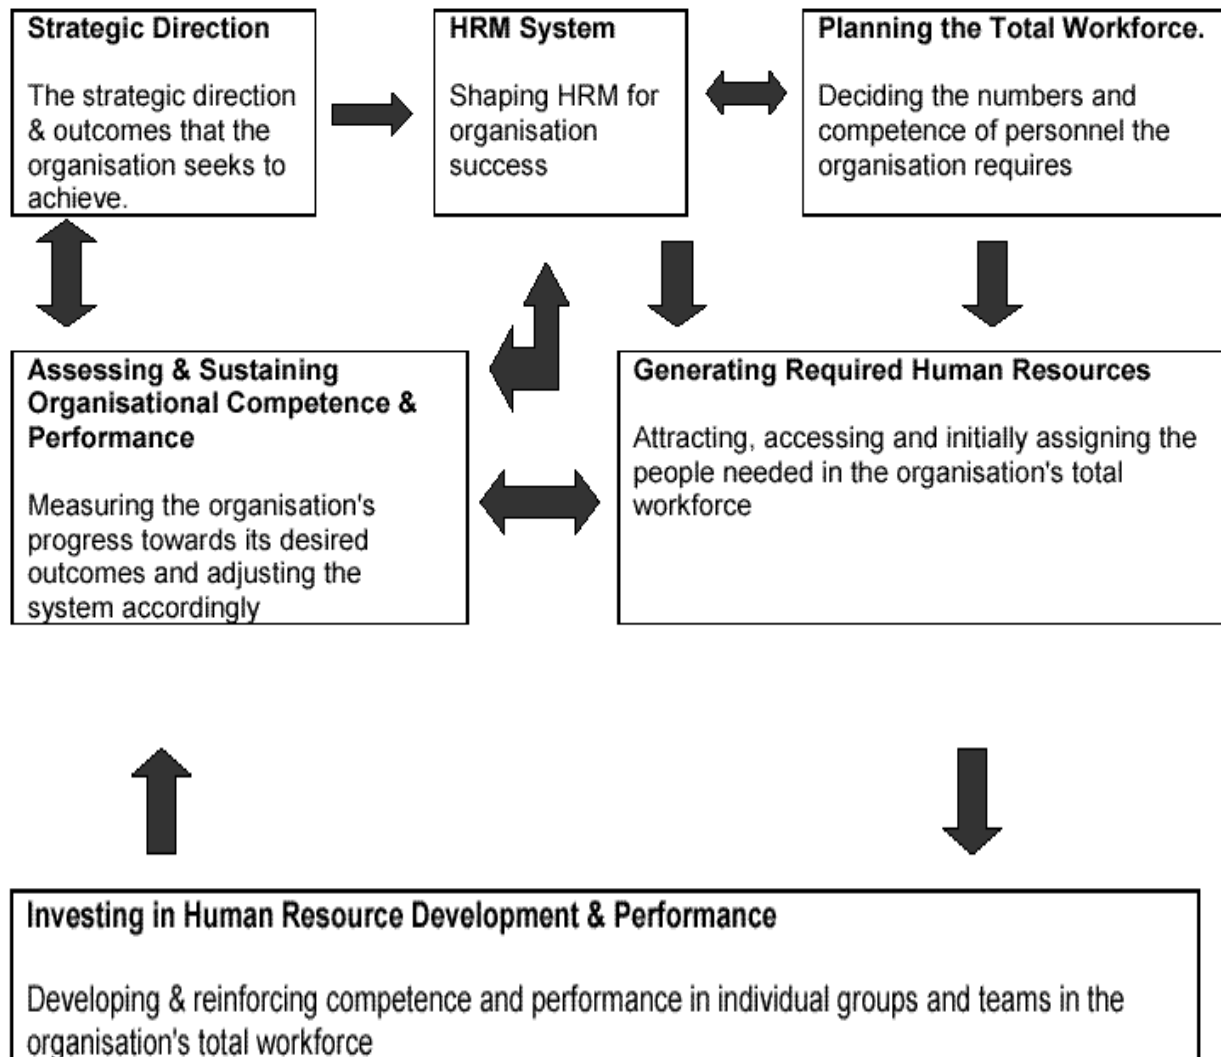 Strategic Direction
The strategic direction
& outcomes that the
organisation seeks to
achieve.
HRM System
Shaping HRM for
organisation
success
Planning the Total Workforce.
Deciding the numbers and
competence of personnel the
organisation requires
Assessing & Sustaining
Organisational Competence &
Performance
Measuring the organisation's
progress towards its desired
outcomes and adjusting the
system accordingly
Generating Required Human Resources
Attracting, accessing and initially assigning the
people needed in the organisation's total
workforce
Investing in Human Resource Development & Performance
Developing & reinforcing competence and performance in individual groups and teams in the
organisation's total workforce